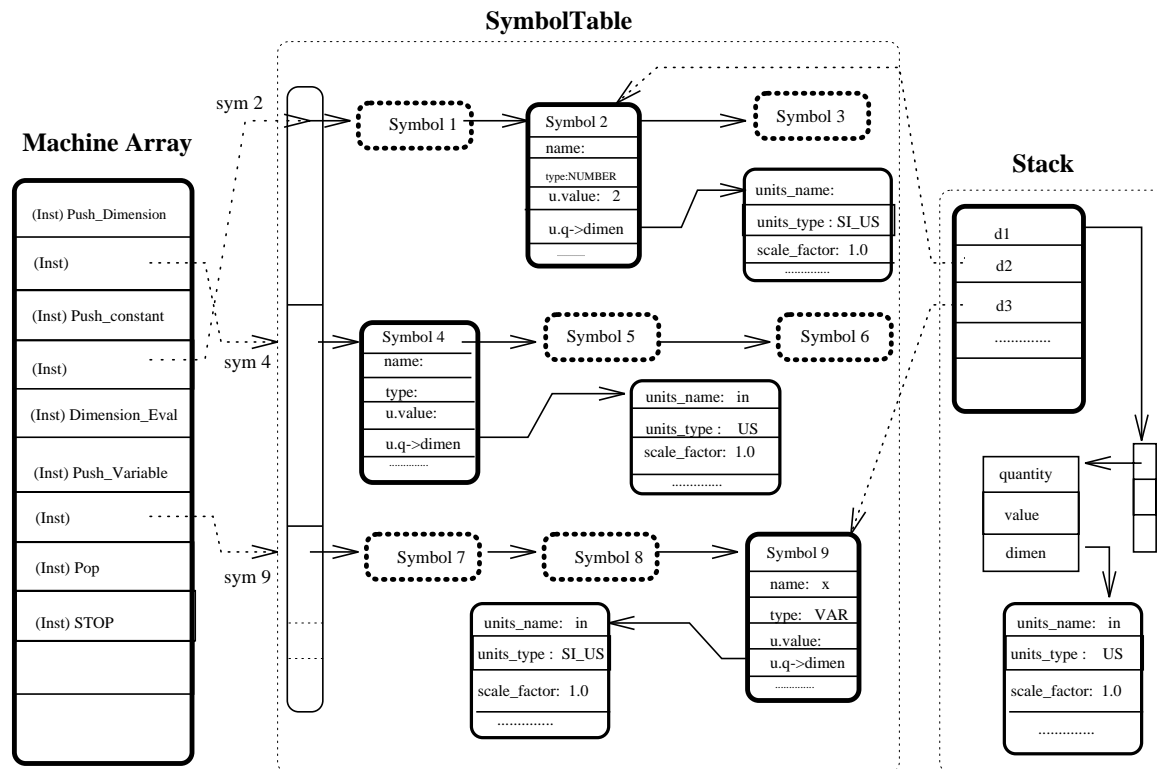 SymbolTable
Machine Array
(Inst) Push_Dimension
(Inst)
(Inst) Push_constant
(Inst)
(Inst) Dimension_Eval
(Inst) Push_Variable
(Inst)
(Inst) Pop
(Inst) STOP
sym 2
sym 4
sym 9
Symbol 1
Symbol 2
name:
type:NUMBER
u.value: 2
u.q->dimen
..........
Symbol 3
units_name:
units_type : SI_US
scale_factor: 1.0
..............
Symbol 4
name:
type:
u.value:
u.q->dimen
..............
Symbol 5
Symbol 6
units_name: in
units_type : US
scale_factor: 1.0
..............
Symbol 7
Symbol 8
Symbol 9
name: x
type: VAR
u.value:
u.q->dimen
..............
units_name: in
units_type : SI_US
scale_factor: 1.0
..............
Stack
d1
d2
d3
..............
quantity
value
dimen
units_name: in
units_type : US
scale_factor: 1.0
..............